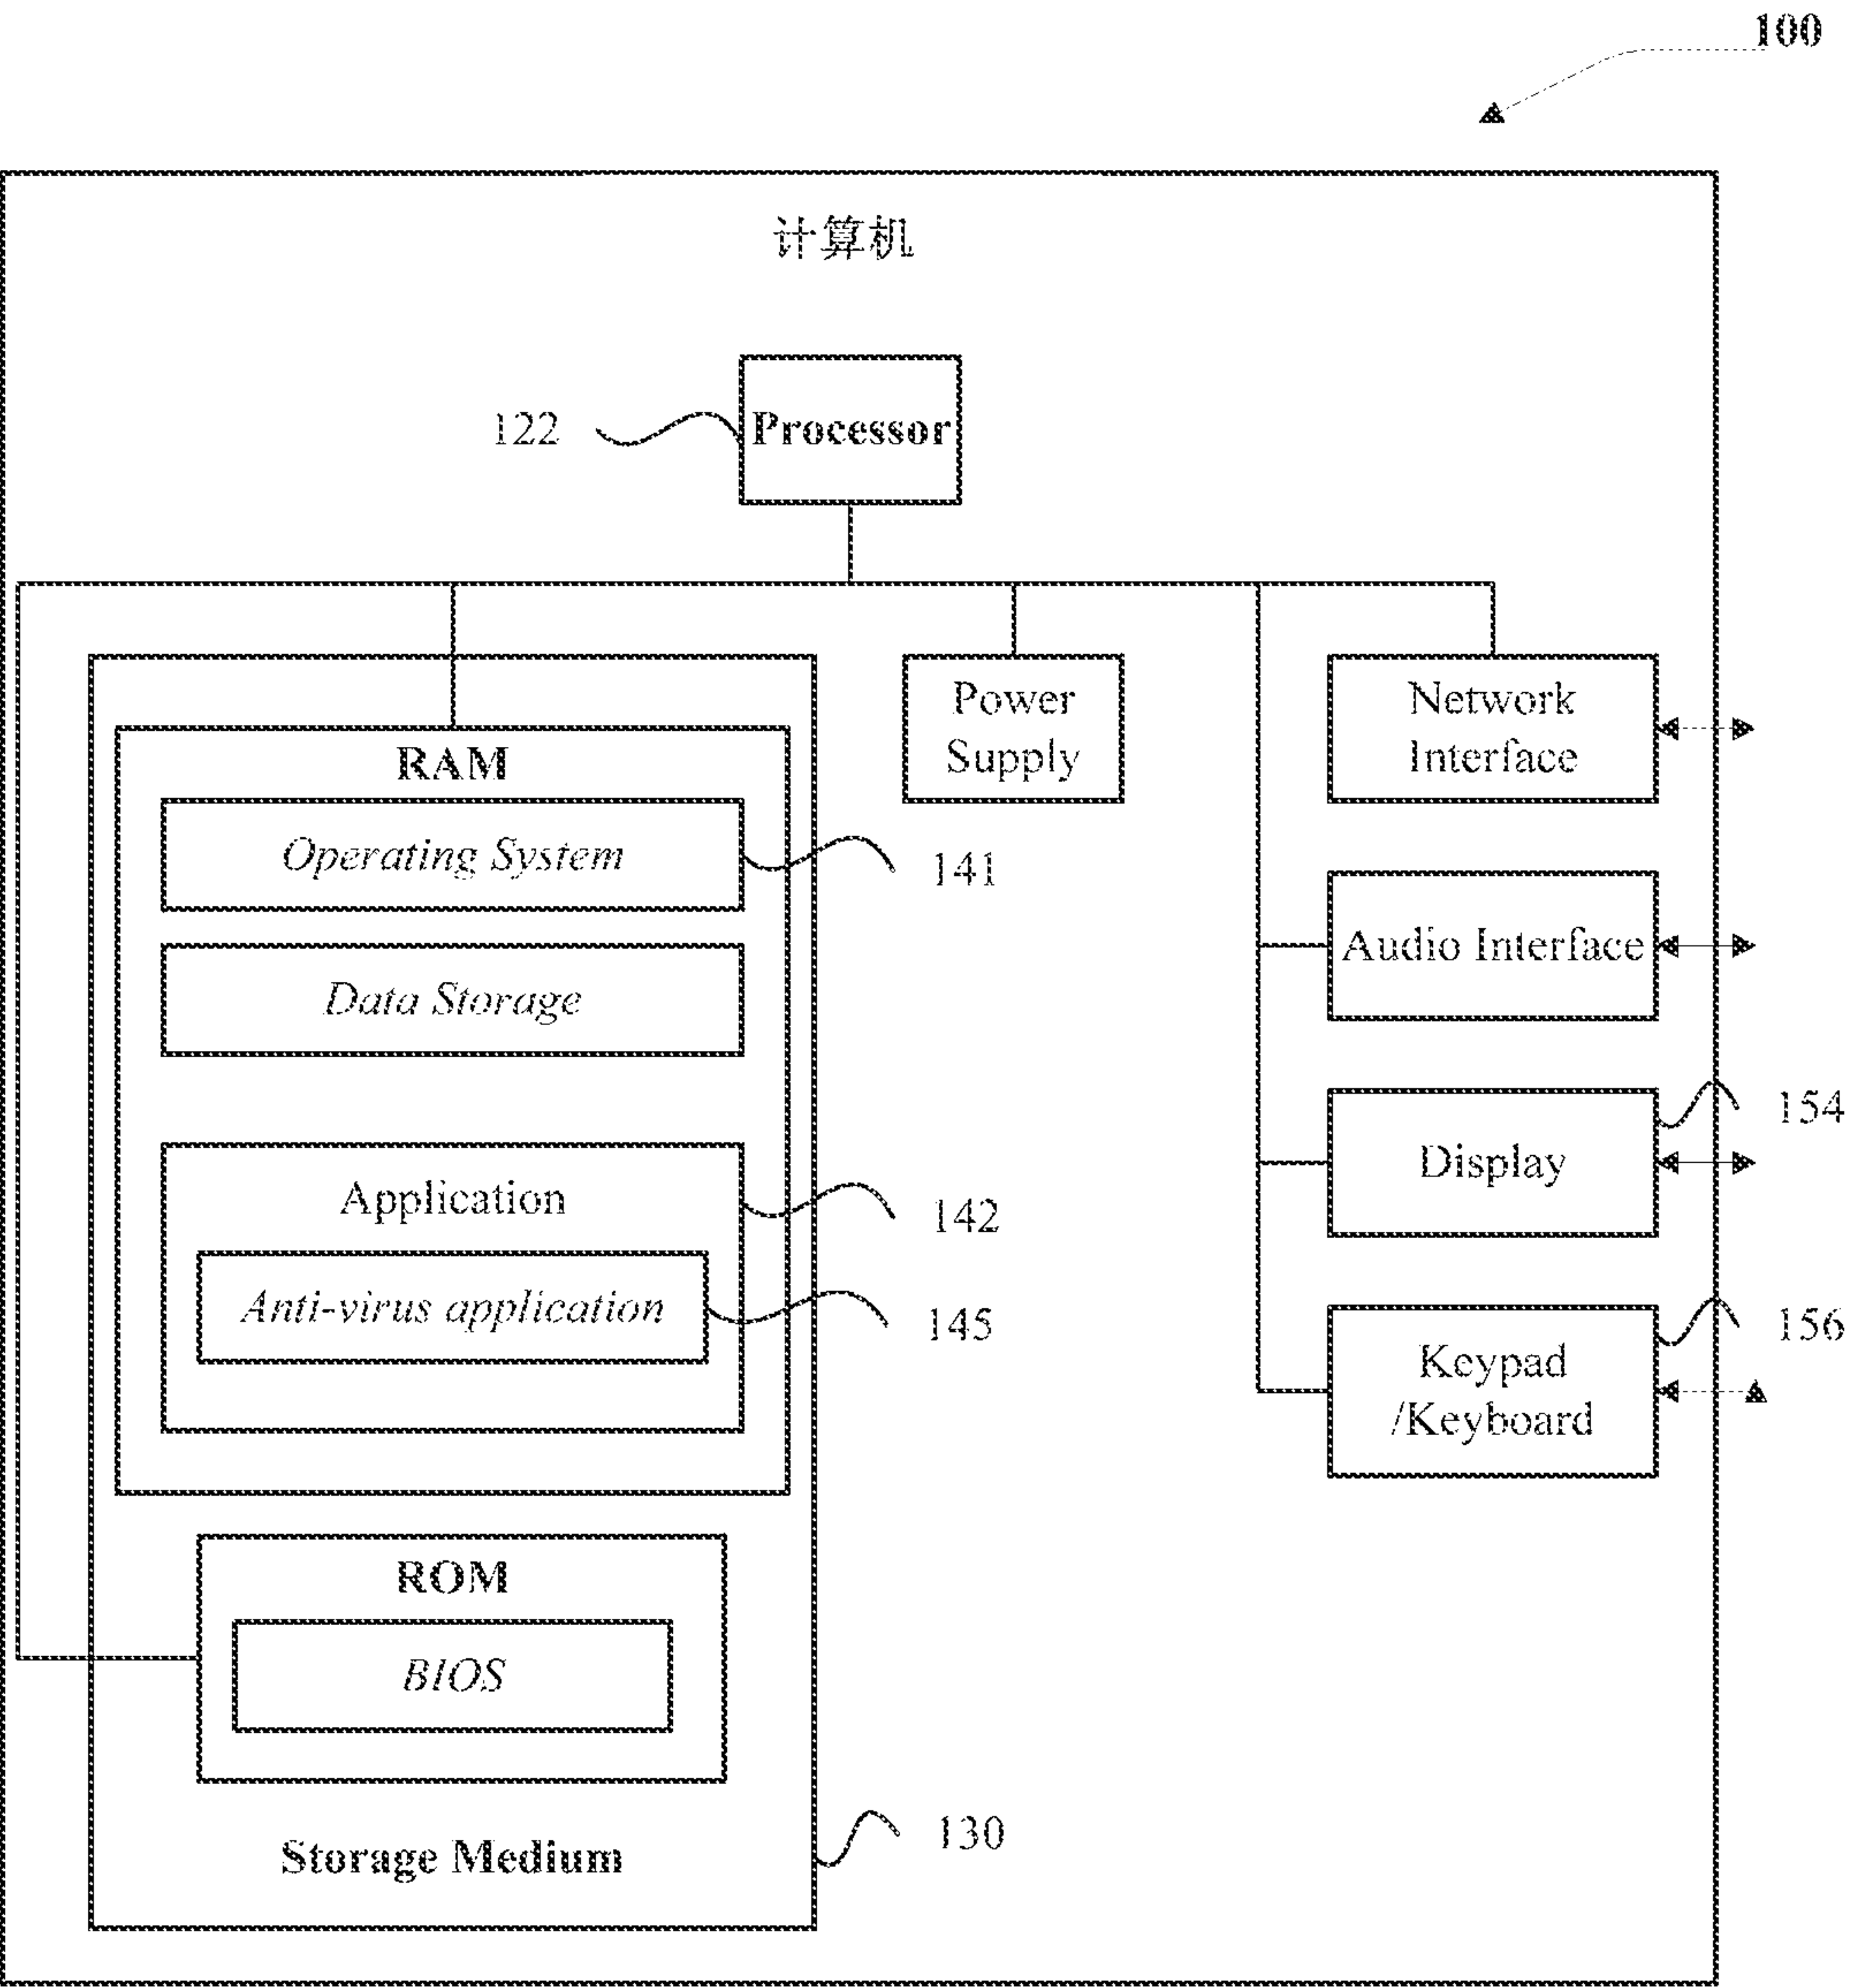 100
计算机
122
Processor
Power
Supply
Network
Interface
RAM
Operating System
141
Data Storage
Audio Interface
154
Display
Application
142
Anti-virus application
145
156
Keypad
/Keyboard
ROM
BIOS
130
Storage Medium